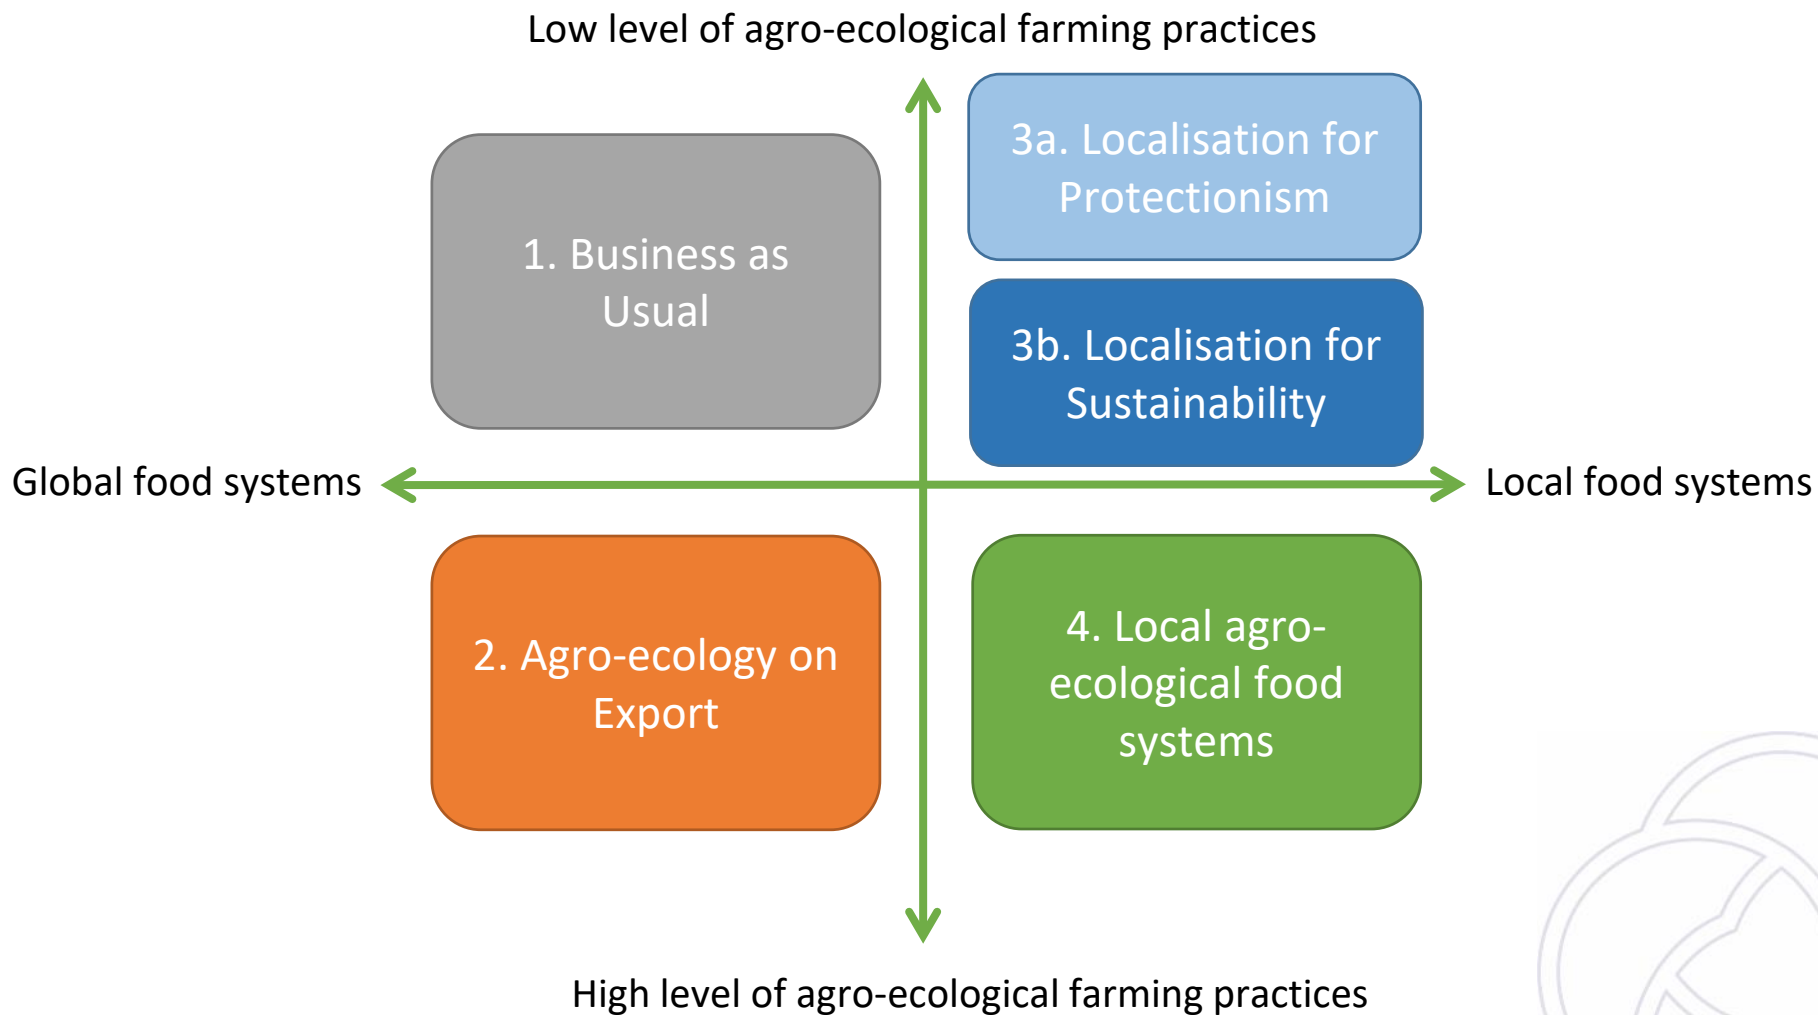 Low level of agro-ecological farming practices
3a. Localisation for
Protectionism
1. Business as
Usual
3b. Localisation for
Sustainability
Global food systems
Local food systems
2. Agro-ecology on
Export
4. Local agro-
ecological food
systems
High level of agro-ecological farming practices